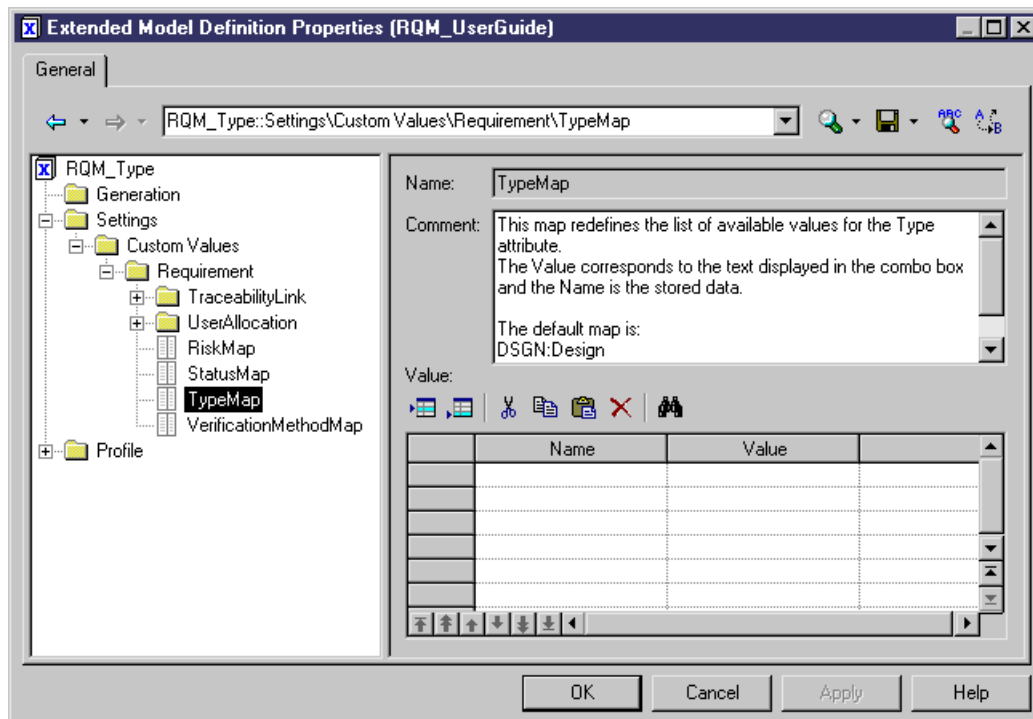 Extended Model Definition Properties (RQM_UserGuide)
General
RQM_Type::Settings\Custom Values\Requirement\TypeMap
ABC
A
B
RQM_Type
Generation
Settings
Custom Values
Requirement
TraceabilityLink
UserAllocation
RiskMap
StatusMap
TypeMap
VerificationMethodMap
Profile
Name:
TypeMap
Comment:
This map redefines the list of available values for the Type
attribute.
The Value corresponds to the text displayed in the combo box
and the Name is the stored data.
The default map is:
DSGN:Design
Value:
Name
Value
OK
Cancel
Apply
Help